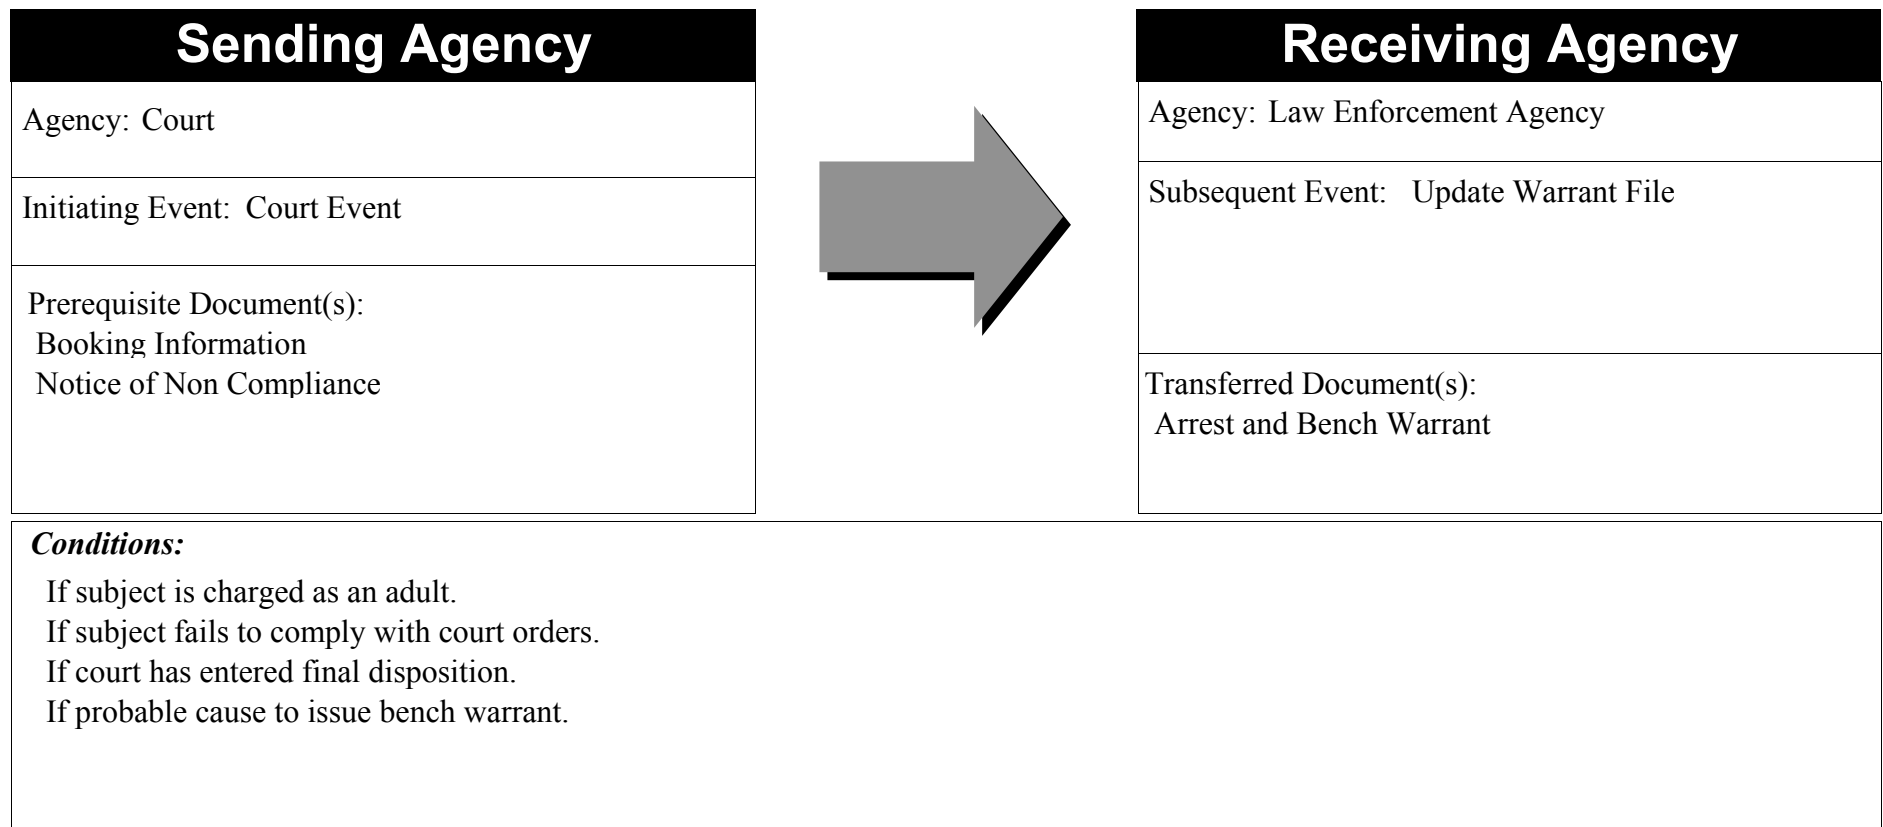 Sending Agency
Agency: Court
Initiating Event: Court Event
Prerequisite Document(s):
Booking Information
Notice of Non Compliance
Receiving Agency
Agency: Law Enforcement Agency
Subsequent Event: Update Warrant File
Transferred Document(s):
Arrest and Bench Warrant
Conditions:
If subject is charged as an adult.
If subject fails to comply with court orders.
If court has entered final disposition.
If probable cause to issue bench warrant.